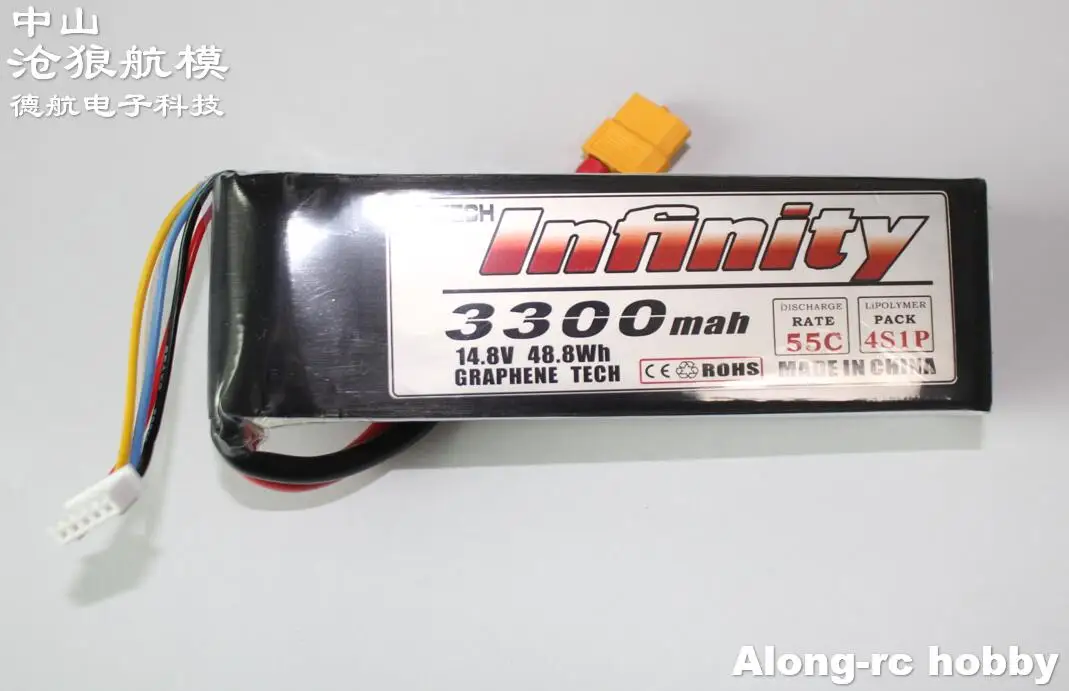 中山
沧狼航模
德航电子科技
Infinity
3300mah
14.8V 48.8Wh
GRAPHENE TECH
CE ROHS
DISCHARGE
RATE
55C
LiPOLYMER
PACK
4S1P
MADE IN CHINA
Along-rc hobby